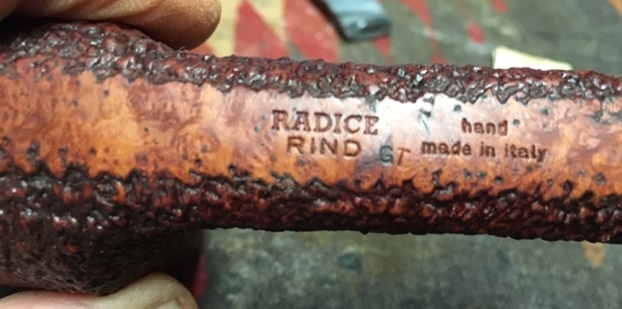 RADICE
RIND GT
hand
made in italy